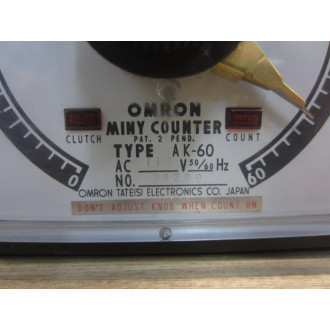 OMRON
MINY COUNTER
PAT. 2 PEND.
CLUTCH
COUNT
TYPE AK-60
AC V 50/60 Hz
NO.
OMRON TATEISI ELECTRONICS CO. JAPAN
DON'T ADJUST KNOB WHEN COUNT ON
0
60